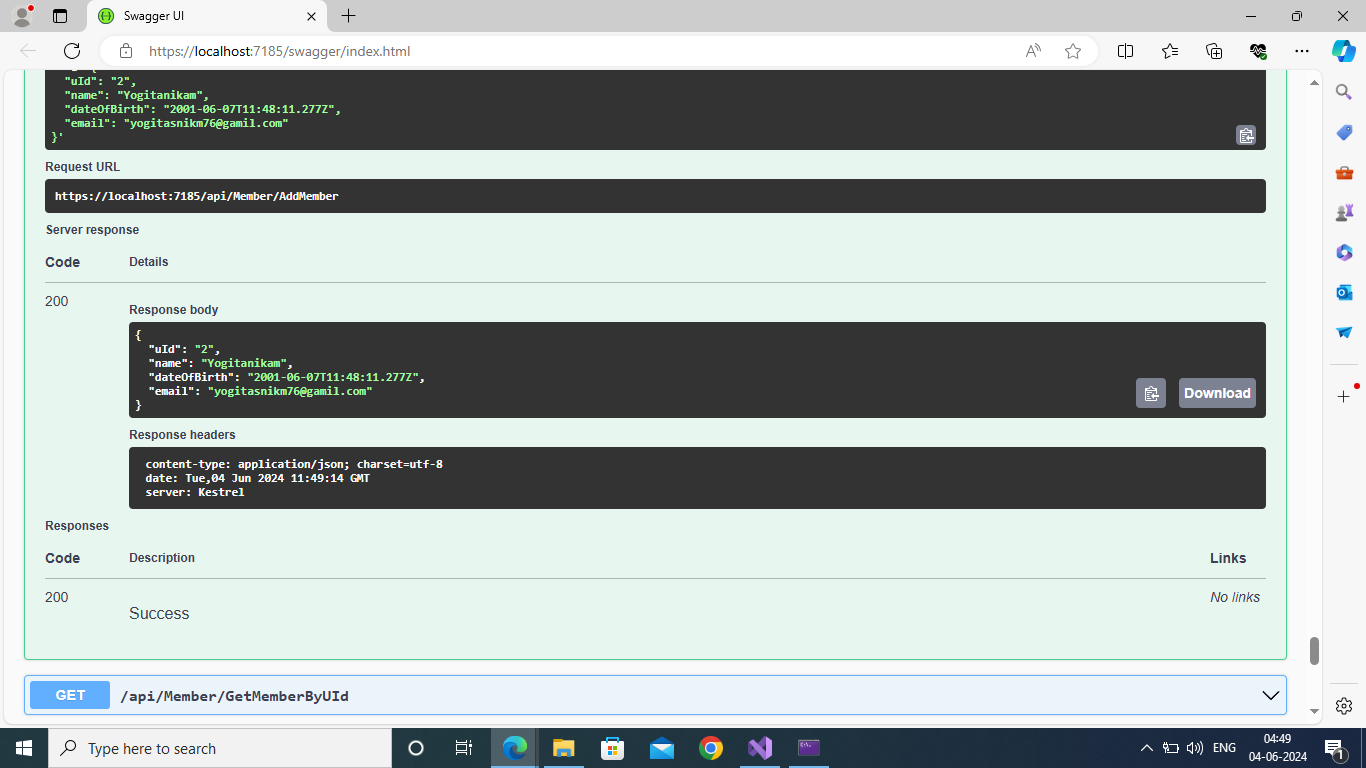 Swagger UI
https://localhost:7185/swagger/index.html
"uId": "2",
"name": "Yogitanikam",
"dateOfBirth": "2001-06-07T11:48:11.277Z",
"email": "yogitasnikm76@gamil.com"
}'
Request URL
https://localhost:7185/api/Member/AddMember
Server response
Code Details
200
Response body
{
"uId": "2",
"name": "Yogitanikam",
"dateOfBirth": "2001-06-07T11:48:11.277Z",
"email": "yogitasnikm76@gamil.com"
}
Download
Response headers
content-type: application/json; charset=utf-8
date: Tue,04 Jun 2024 11:49:14 GMT
server: Kestrel
Responses
Code Description Links
200 No links
Success
GET /api/Member/GetMemberByUId
Type here to search
ENG
04:49
04-06-2024
1